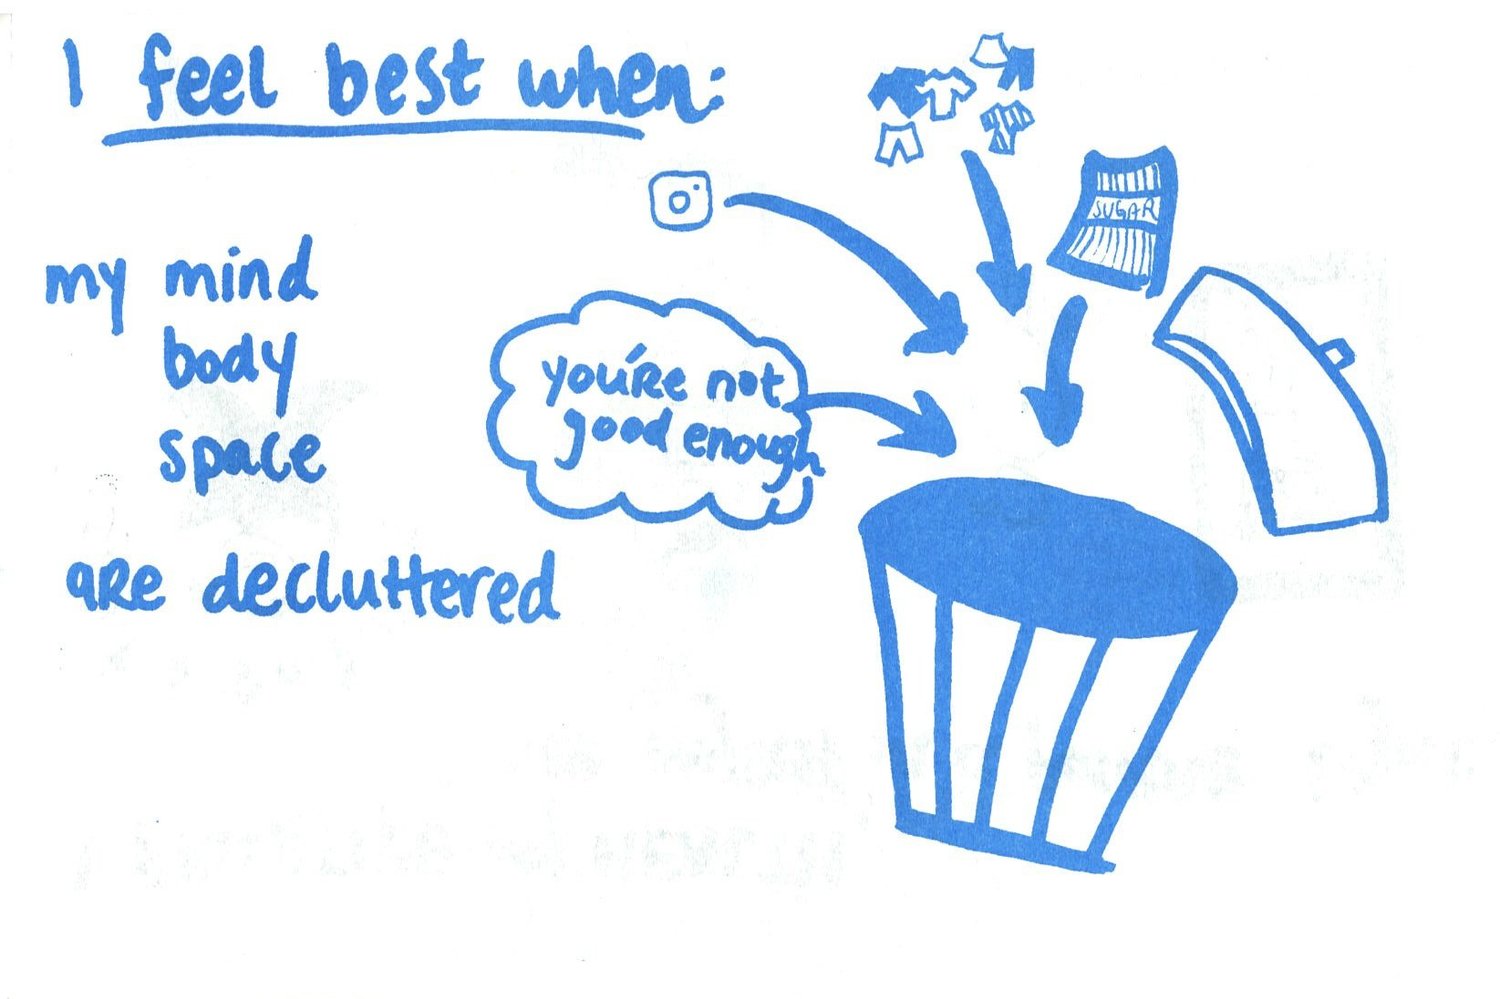 I feel best when:
my mind
body
space
are decluttered
you're not
good enough
SUGAR